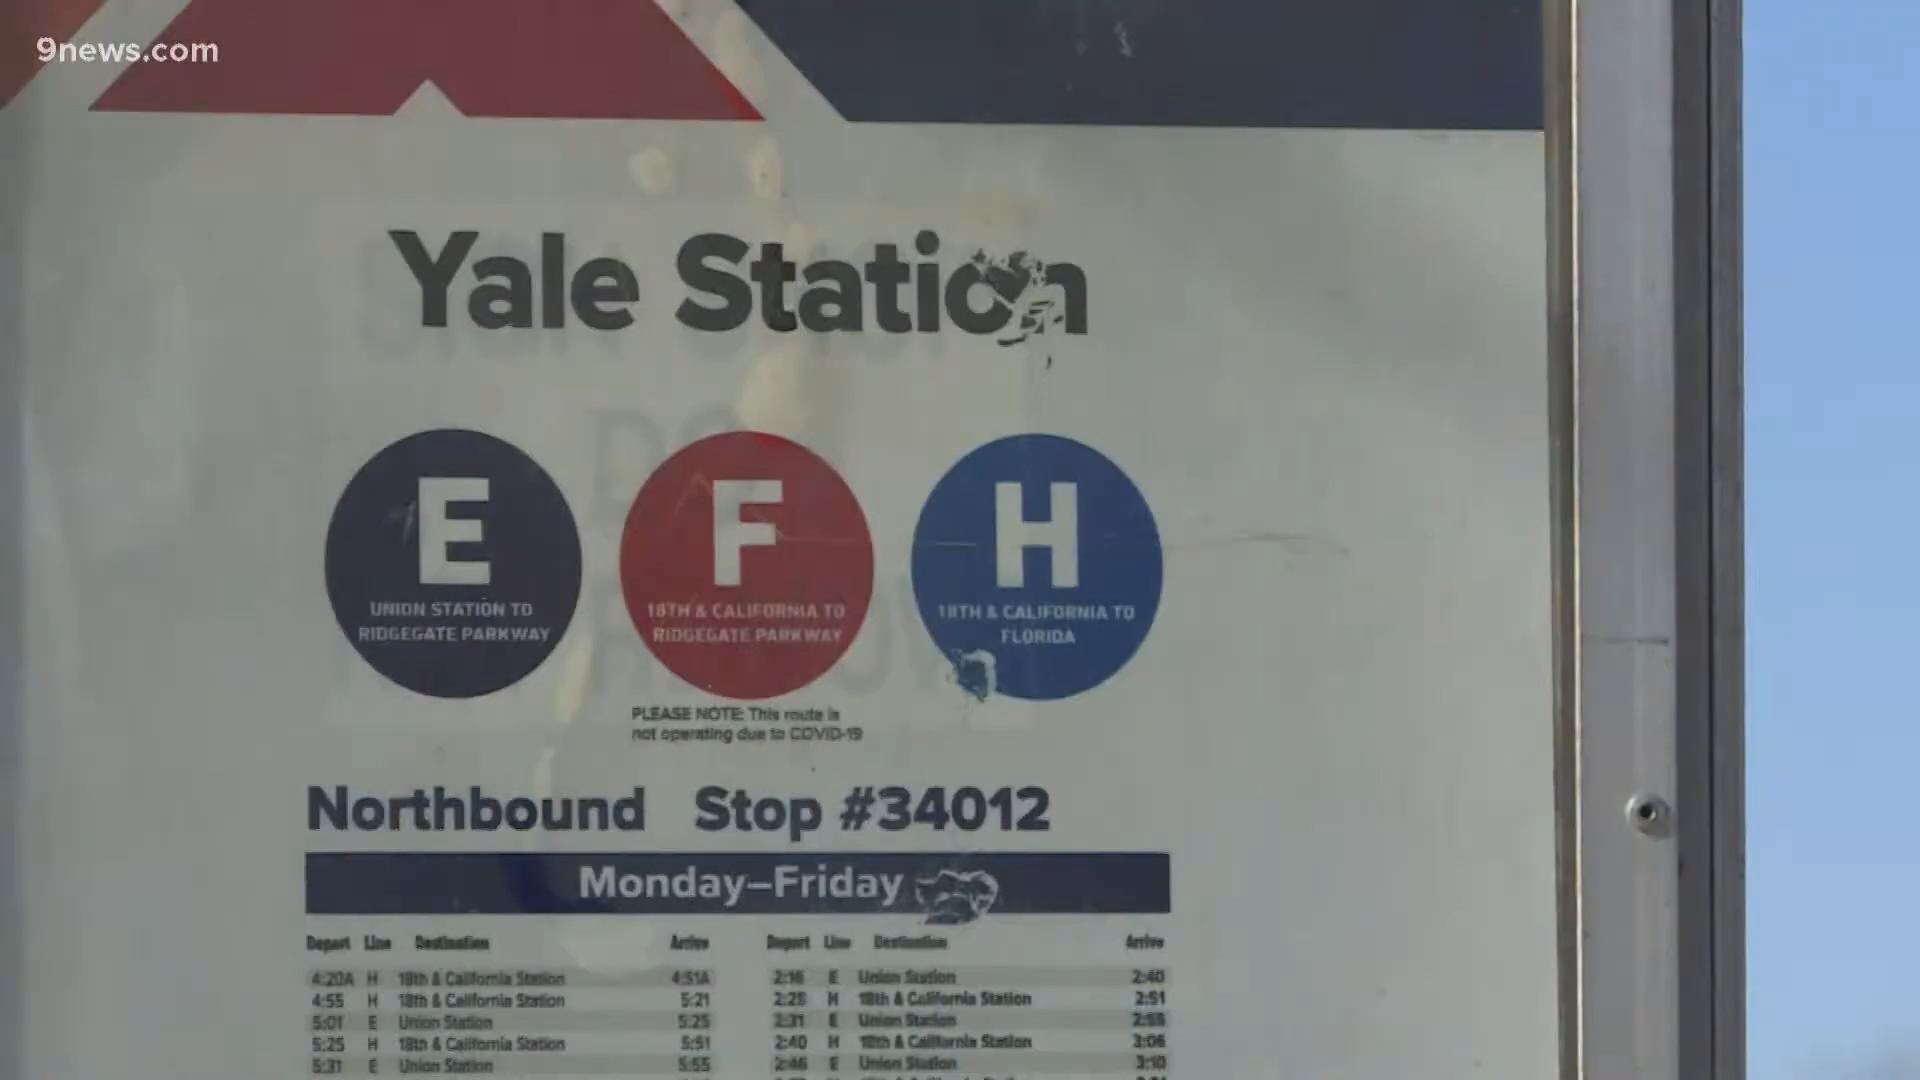 9news.com
Yale Station
E
UNION STATION TO
RIDGEGATE PARKWAY
F
18TH & CALIFORNIA TO
RIDGEGATE PARKWAY
H
18TH & CALIFORNIA TO
FLORIDA
PLEASE NOTE: This route is
not operating due to COVID-19
Northbound Stop #34012
Monday–Friday
Depart Line Destination Arrive Depart Line Destination Arrive
4:20A H 18th & California Station 4:51A 2:16 E Union Station 2:40
4:55 H 18th & California Station 5:21 2:25 H 18th & California Station 2:51
5:01 E Union Station 5:25 2:31 E Union Station 2:55
5:25 H 18th & California Station 5:51 2:40 H 18th & California Station 3:06
5:31 E Union Station 5:55 2:46 E Union Station 3:10